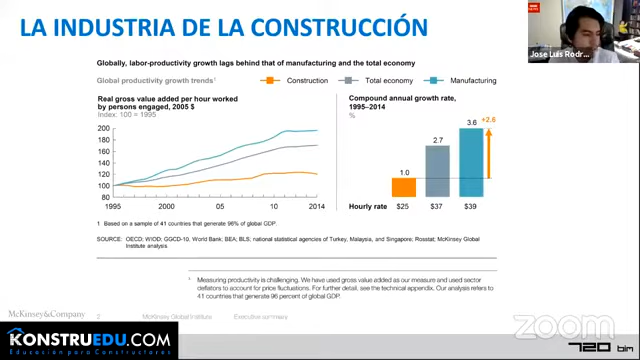 LA INDUSTRIA DE LA CONSTRUCCIÓN
Jose Luis Rodr...
Globally, labor-productivity growth lags behind that of manufacturing and the total economy
Global productivity growth trends¹
Construction
Total economy
Manufacturing
Real gross value added per hour worked
by persons engaged, 2005 $
Index: 100 = 1995
200
180
160
140
120
100
80
1995
2000
05
10
2014
Compound annual growth rate,
1995–2014
%
1.0
2.7
3.6
+2.6
Hourly rate
$25
$37
$39
1 Based on a sample of 41 countries that generate 96% of global GDP.
SOURCE: OECD; WIOD; GGCD-10, World Bank; BEA; BLS; national statistical agencies of Turkey, Malaysia, and Singapore; Rosstat; McKinsey Global
Institute analysis
¹ Measuring productivity is challenging. We have used gross value added as our measure and used sector
deflators to account for price fluctuations. For further detail, see the technical appendix. Our analysis refers to
41 countries that generate 96 percent of global GDP.
McKinsey&Company
2
McKinsey Global Institute
Executive summary
KONSTRUEDU.COM
Educación para Constructores
zoom
720 bim